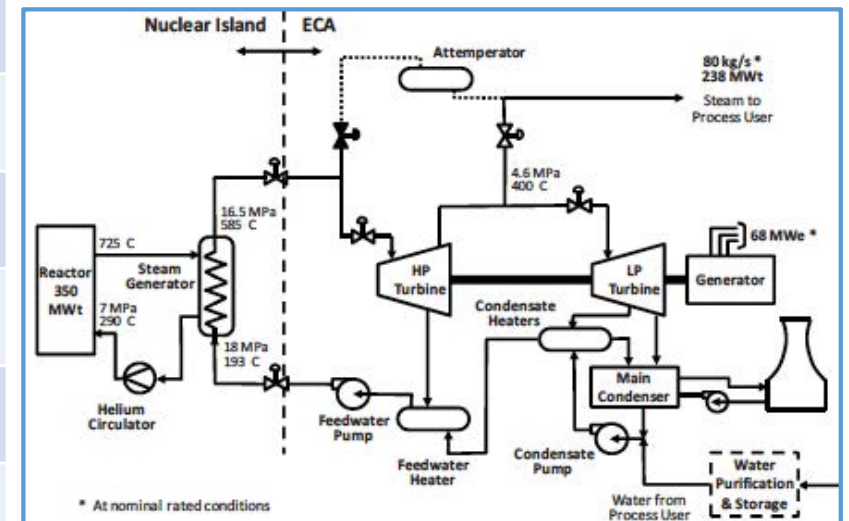 Nuclear Island
ECA
Attemperator
80 kg/s *
238 MWt
Steam to
Process User
4.6 MPa
400 C
16.5 MPa
585 C
725 C
Steam
Generator
Reactor
350
MWt
7 MPa
290 C
18 MPa
193 C
Helium
Circulator
HP
Turbine
LP
Turbine
68 MWe *
Generator
Condensate
Heaters
Main
Condenser
Feedwater
Pump
Feedwater
Heater
Condensate
Pump
Water from
Process User
Water
Purification
& Storage
* At nominal rated conditions